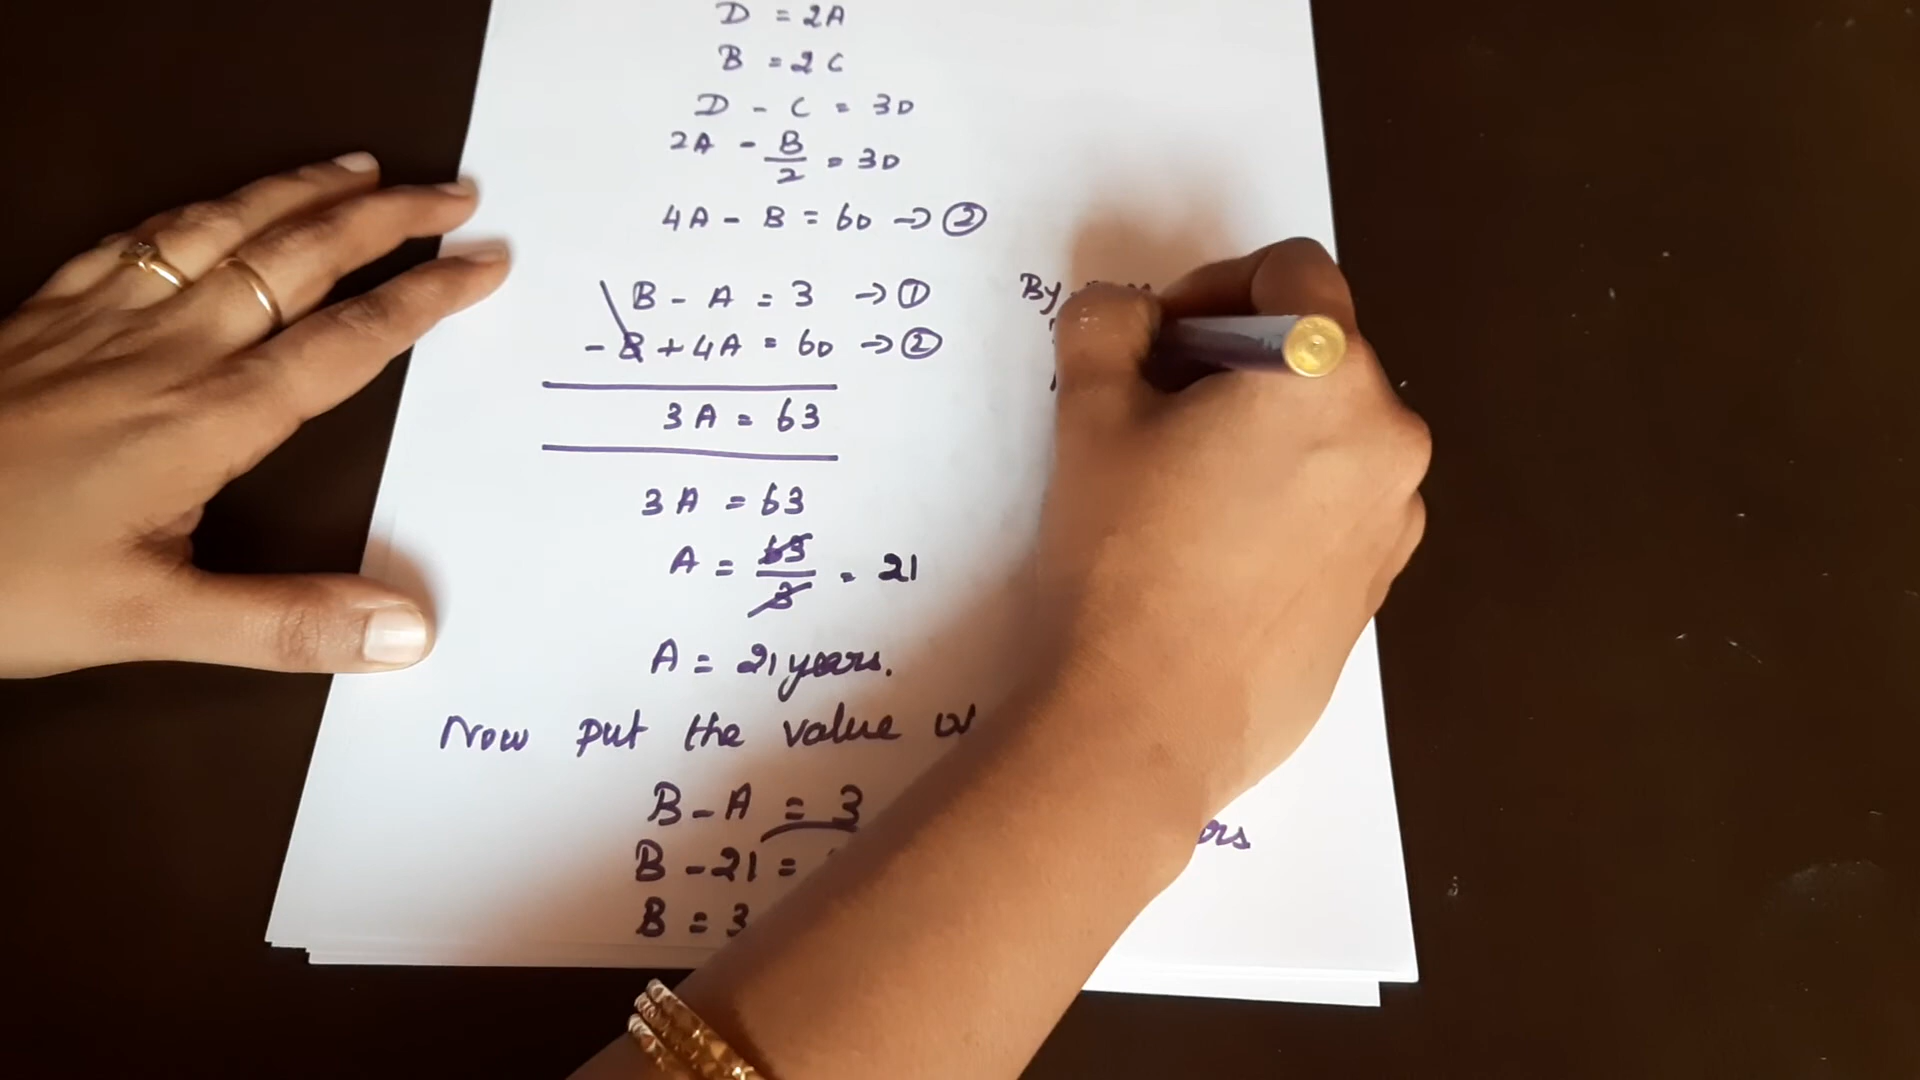 D = 2A
B = 2C
D - C = 30
2A - B/2 = 30
4A - B = 60 → ②
B - A = 3 → ①
- B + 4A = 60 → ②
3A = 63
3A = 63
A = 63/3 = 21
A = 21 years.
Now put the value
B - A = 3
B - 21 =
B = 3
By